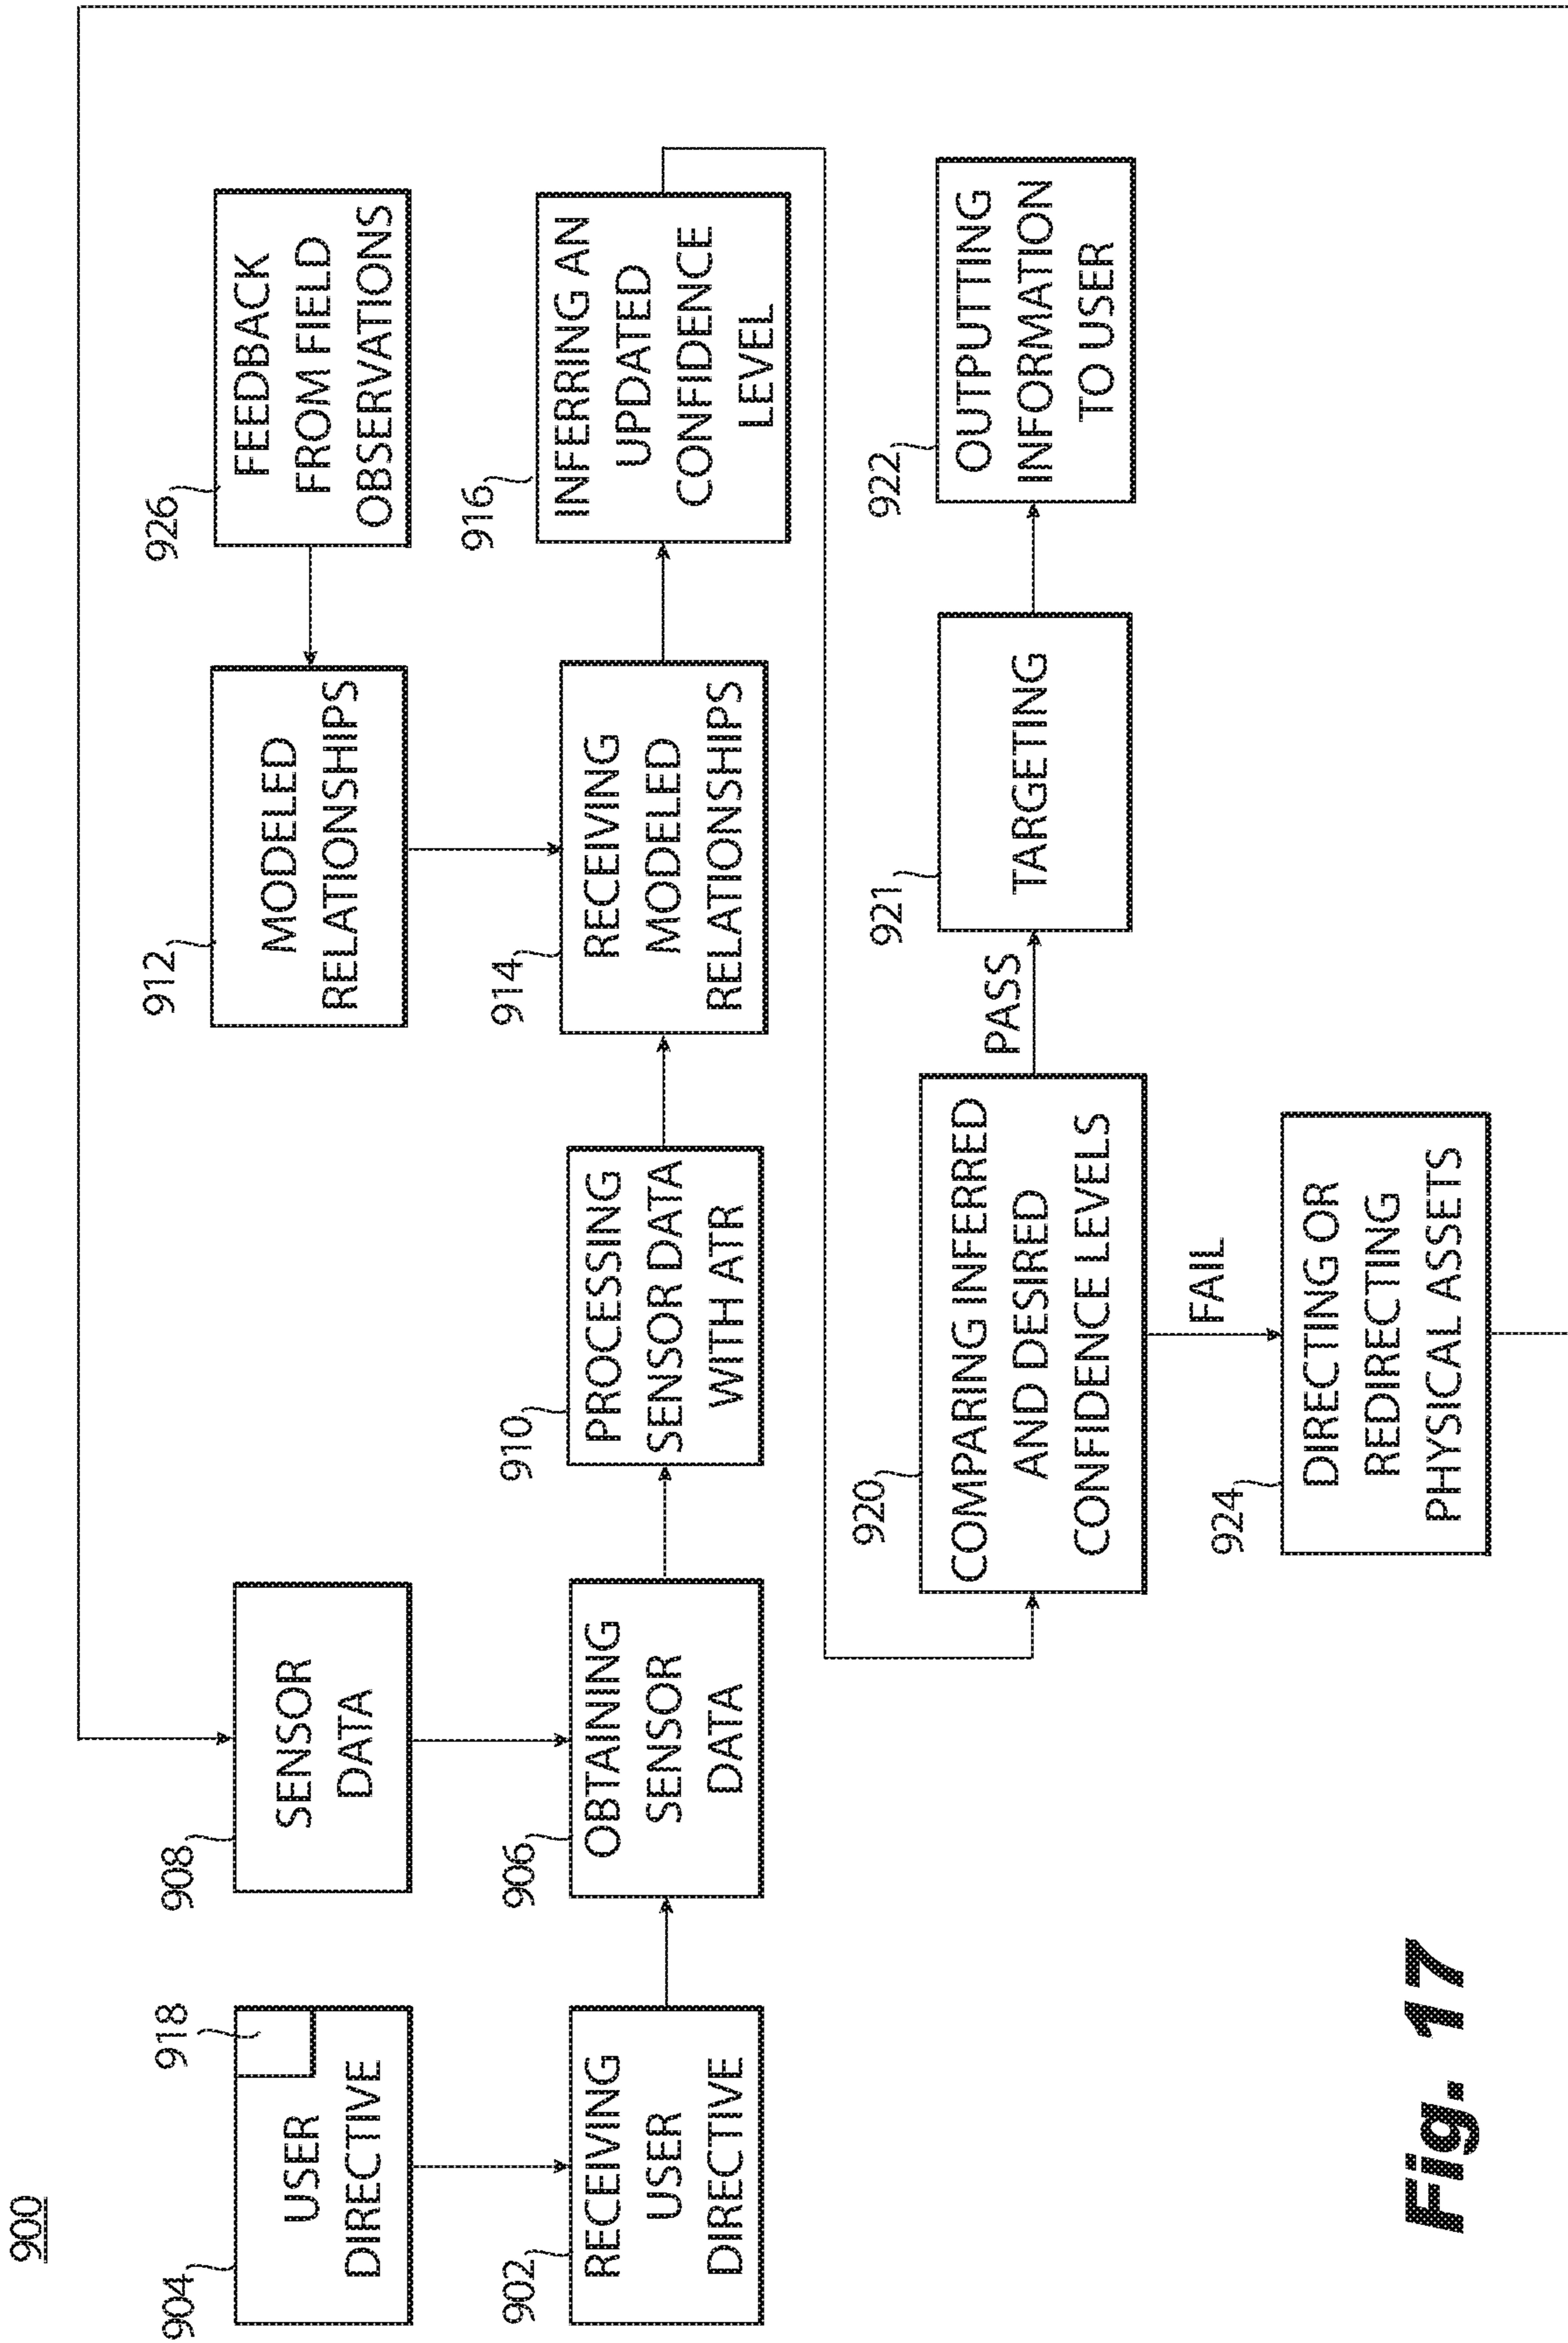 900
904
USER
DIRECTIVE
918
908
SENSOR
DATA
912
MODELED
RELATIONSHIPS
926
FEEDBACK
FROM FIELD
OBSERVATIONS
902
RECEIVING
USER
DIRECTIVE
906
OBTAINING
SENSOR
DATA
910
PROCESSING
SENSOR DATA
WITH ATR
914
RECEIVING
MODELED
RELATIONSHIPS
916
INFERRING AN
UPDATED
CONFIDENCE
LEVEL
920
COMPARING INFERRED
AND DESIRED
CONFIDENCE LEVELS
PASS
921
TARGETING
922
OUTPUTTING
INFORMATION
TO USER
FAIL
924
DIRECTING OR
REDIRECTING
PHYSICAL ASSETS
Fig. 17